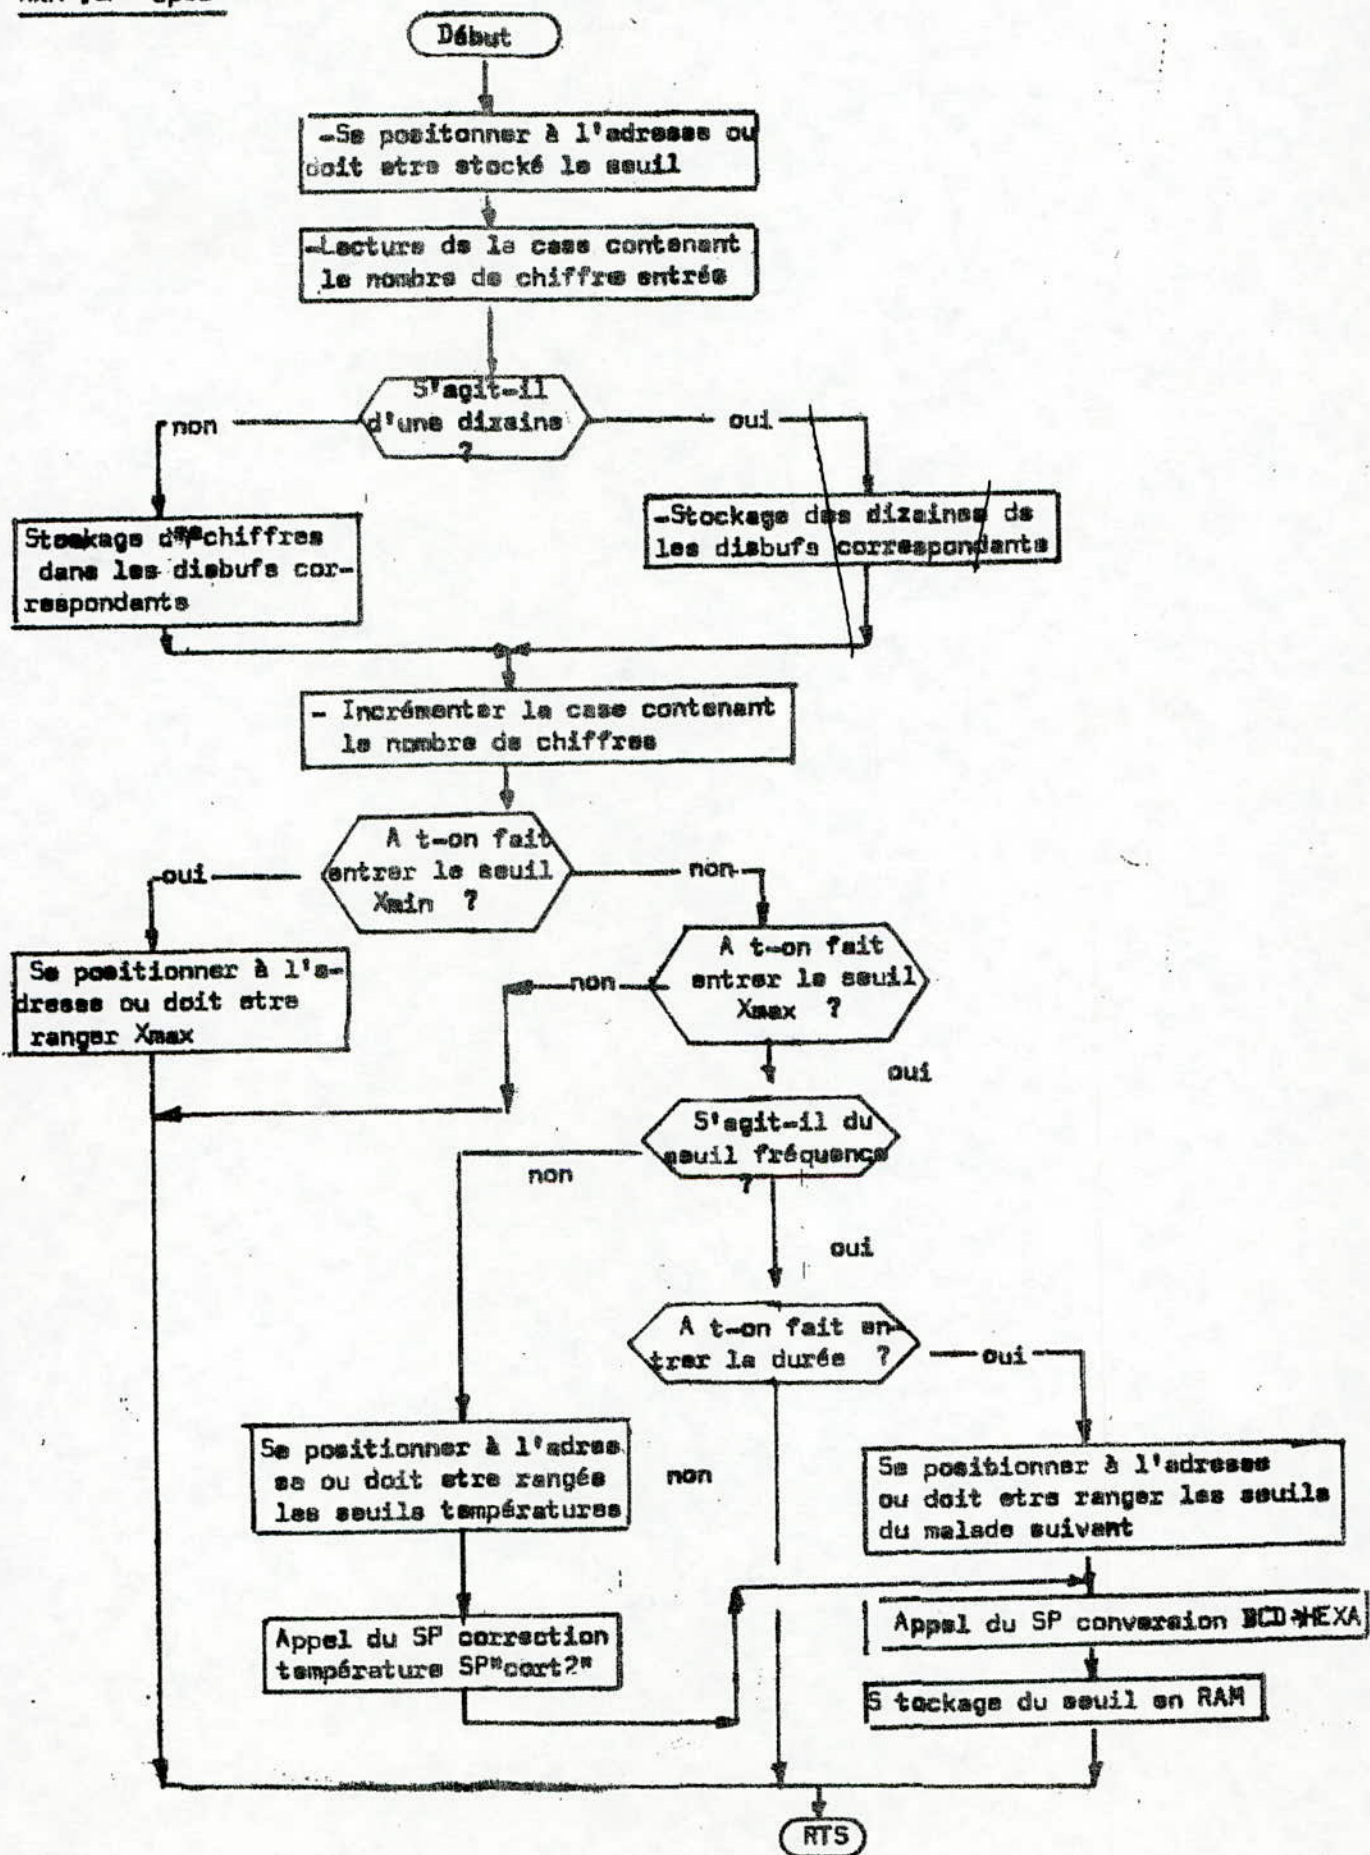 Début
-Se positonner à l'adresse ou
doit etre stocké le seuil
-Lecture de la case contenant
le nombre de chiffre entrée
S'agit-il
d'une dizaine
?
non
oui
Stockage chiffres
dans les disbufs cor-
respondants
-Stockage des dizaines de
les disbufs correspondants
- Incrémenter la case contenant
le nombre de chiffres
A t-on fait
entrer le seuil
Xmin ?
oui
non
Se positionner à l'a-
dresse ou doit etre
ranger Xmax
A t-on fait
entrer le seuil
Xmax ?
non
oui
S'agit-il du
seuil fréquence
?
non
oui
A t-on fait en-
trer la durée ?
oui
non
Se positionner à l'adres
se ou doit etre rangés
les seuils températures
Se positionner à l'adresse
ou doit etre ranger les seuils
du malade suivant
Appel du SP correction
température SP"cort2"
Appel du SP conversion BCD→HEXA
S tockage du seuil en RAM
RTS